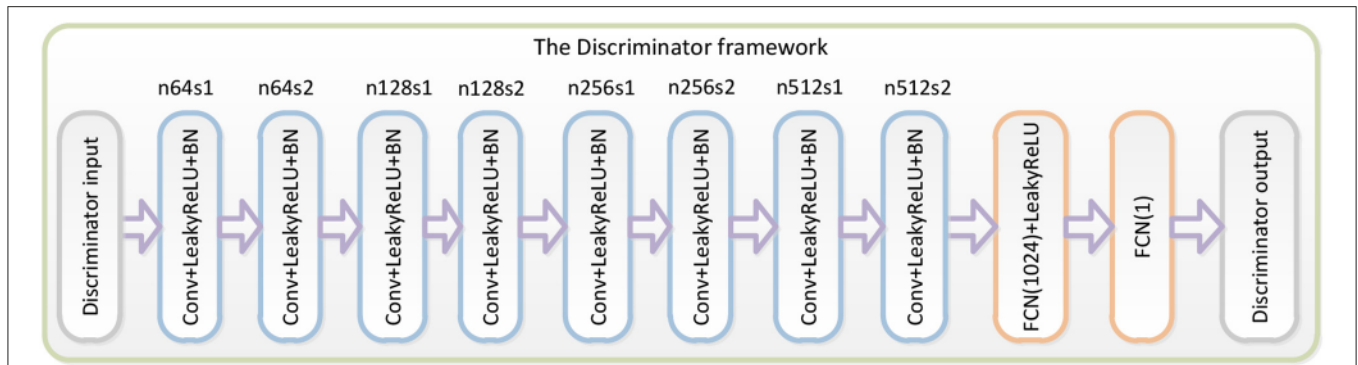 The Discriminator framework
n64s1 n64s2 n128s1 n128s2 n256s1 n256s2 n512s1 n512s2
Discriminator input
Conv+LeakyReLU+BN
Conv+LeakyReLU+BN
Conv+LeakyReLU+BN
Conv+LeakyReLU+BN
Conv+LeakyReLU+BN
Conv+LeakyReLU+BN
Conv+LeakyReLU+BN
Conv+LeakyReLU+BN
FCN(1024)+LeakyReLU
FCN(1)
Discriminator output